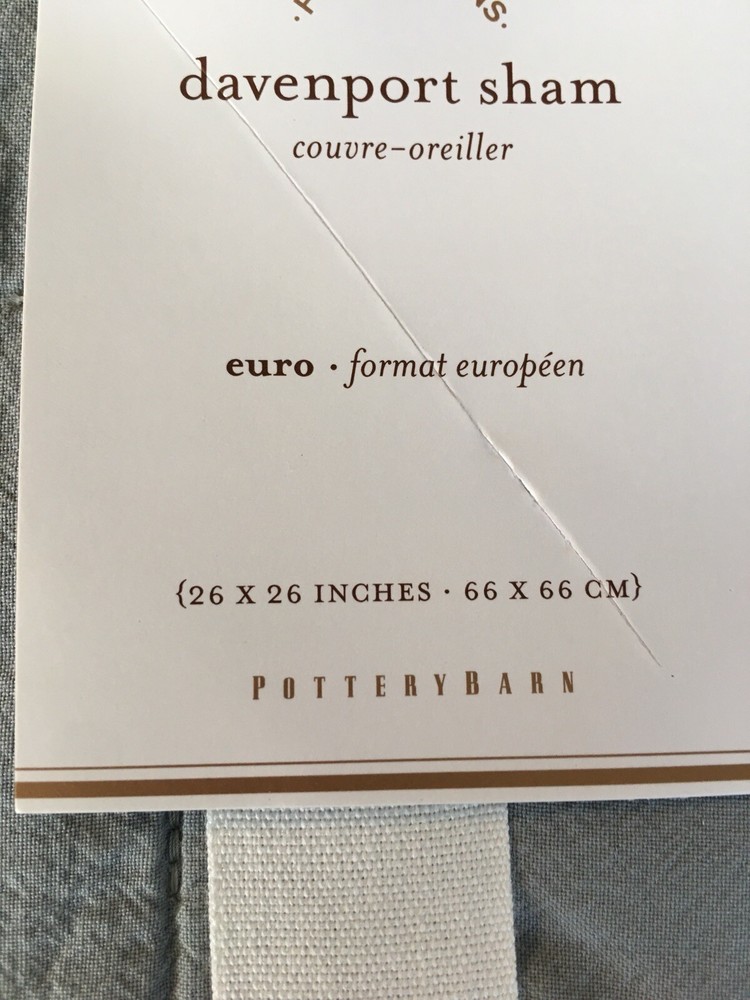 davenport sham
couvre-oreiller
euro · format européen
{26 X 26 INCHES · 66 X 66 CM}
POTTERYBARN